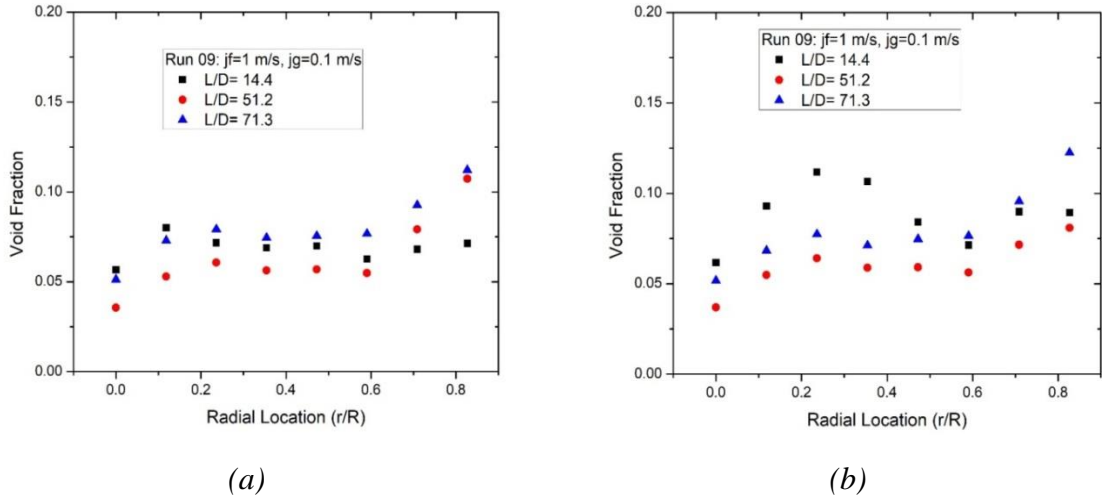 0.20
0.15
0.10
0.05
0.00
Void Fraction
Run 09: jf=1 m/s, jg=0.1 m/s
L/D= 14.4
L/D= 51.2
L/D= 71.3
0.0 0.2 0.4 0.6 0.8
Radial Location (r/R)
(a)
0.20
0.15
0.10
0.05
0.00
Void Fraction
Run 09: jf=1 m/s, jg=0.1 m/s
L/D= 14.4
L/D= 51.2
L/D= 71.3
0.0 0.2 0.4 0.6 0.8
Radial Location (r/R)
(b)